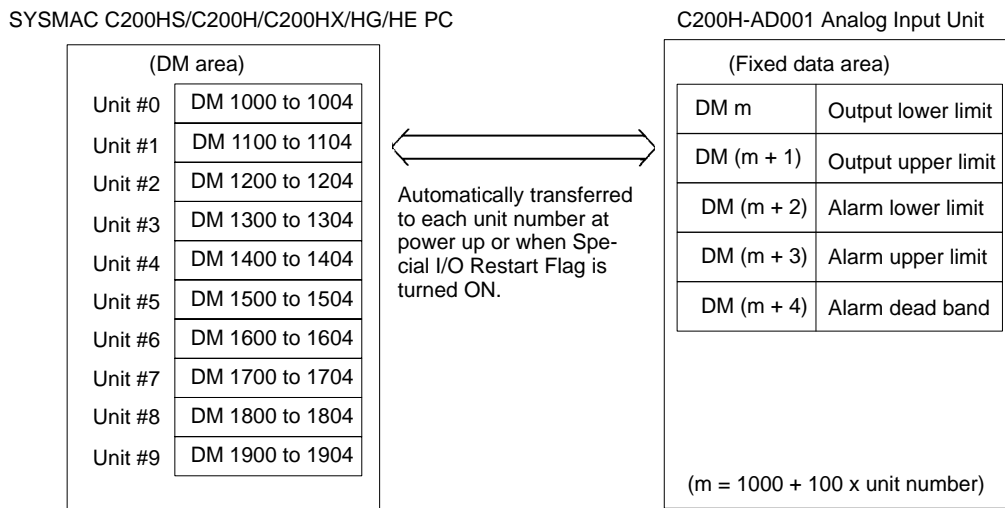 SYSMAC C200HS/C200H/C200HX/HG/HE PC
(DM area)
Unit #0 DM 1000 to 1004
Unit #1 DM 1100 to 1104
Unit #2 DM 1200 to 1204
Unit #3 DM 1300 to 1304
Unit #4 DM 1400 to 1404
Unit #5 DM 1500 to 1504
Unit #6 DM 1600 to 1604
Unit #7 DM 1700 to 1704
Unit #8 DM 1800 to 1804
Unit #9 DM 1900 to 1904
Automatically transferred
to each unit number at
power up or when Spe-
cial I/O Restart Flag is
turned ON.
C200H-AD001 Analog Input Unit
(Fixed data area)
DM m Output lower limit
DM (m + 1) Output upper limit
DM (m + 2) Alarm lower limit
DM (m + 3) Alarm upper limit
DM (m + 4) Alarm dead band
(m = 1000 + 100 x unit number)